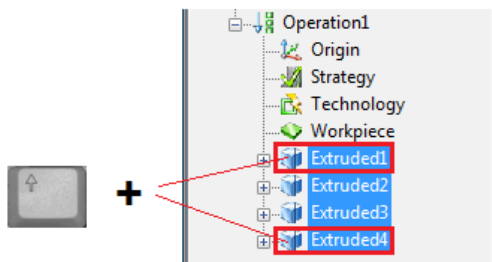 Operation1
Origin
Strategy
Technology
Workpiece
Extruded1
Extruded2
Extruded3
+
Extruded4